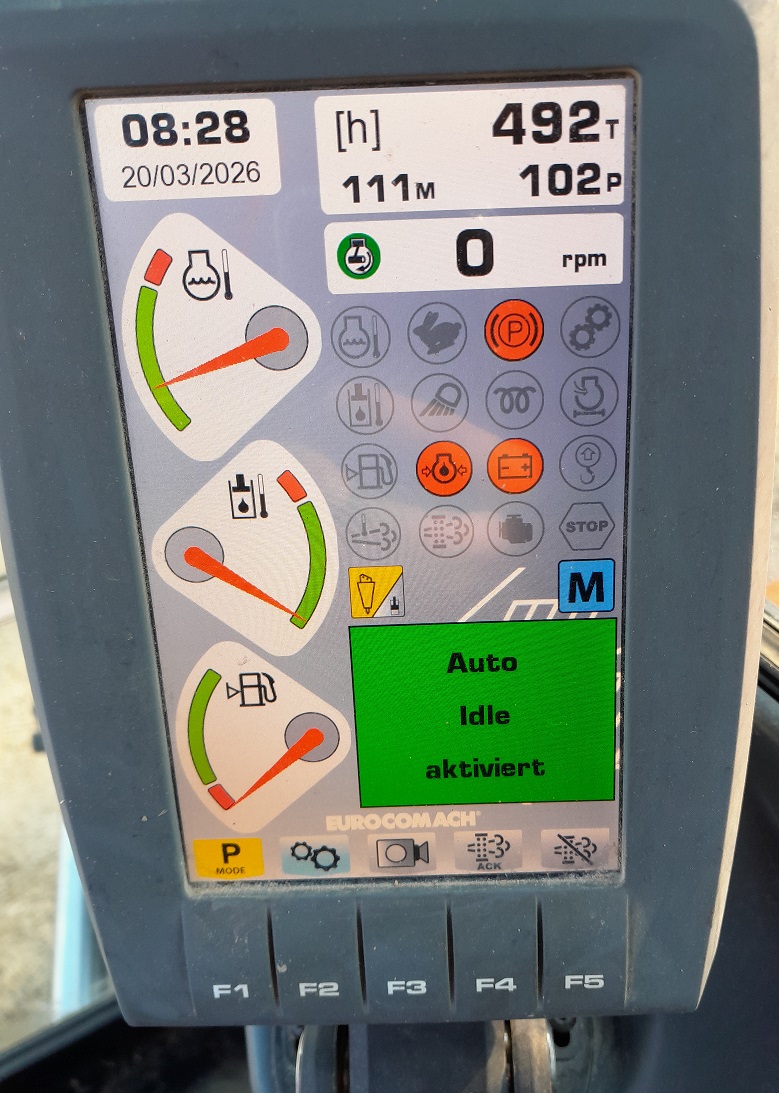 08:28
20/03/2026
[h] 492T
111M 102P
0 rpm
P
STOP
M
Auto
Idle
aktiviert
EUROCOMACH®
P
MODE
ACK
F1 F2 F3 F4 F5